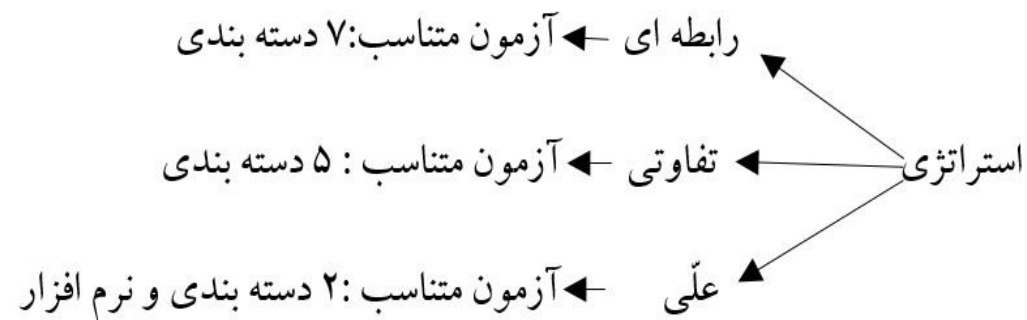 رابطه ای آزمون متناسب:۷ دسته بندی
استراتژی تفاوتی آزمون متناسب : ۵ دسته بندی
علّی آزمون متناسب :۲ دسته بندی و نرم افزار